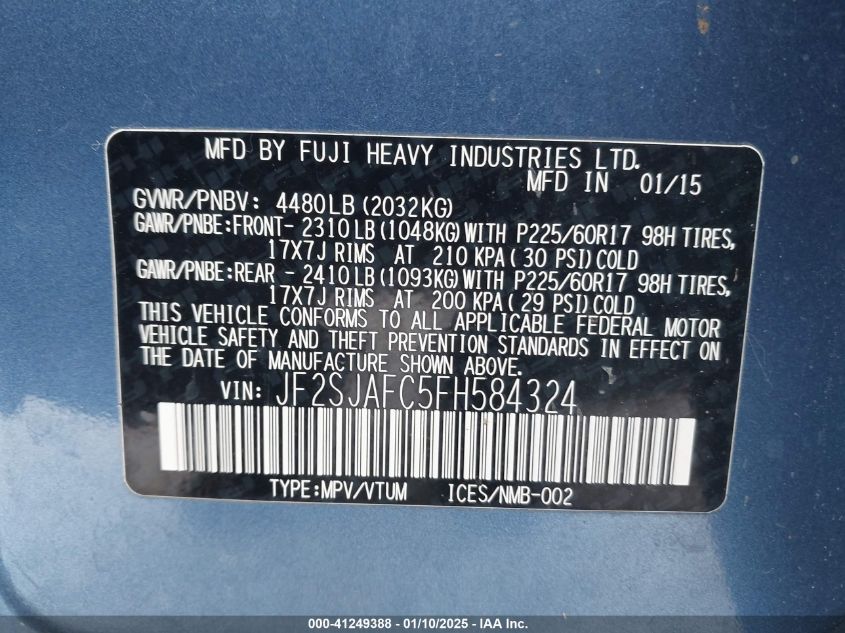 MFD BY FUJI HEAVY INDUSTRIES LTD.
MFD IN 01/15
GVWR/PNBV: 4480LB (2032KG)
GAWR/PNBE:FRONT- 2310LB(1048KG)WITH P225/60R17 98H TIRES,
17X7J RIMS AT 210 KPA( 30 PSI)COLD
GAWR/PNBE:REAR - 2410LB(1093KG)WITH P225/60R17 98H TIRES,
17X7J RIMS AT 200 KPA( 29 PSI)COLD
THIS VEHICLE CONFORMS TO ALL APPLICABLE FEDERAL MOTOR
VEHICLE SAFETY AND THEFT PREVENTION STANDARDS IN EFFECT ON
THE DATE OF MANUFACTURE SHOWN ABOVE.
VIN: JF2SJAFC5FH584324
TYPE:MPV/VTUM ICES/NMB-002
000-41249388 - 01/10/2025 - IAA Inc.